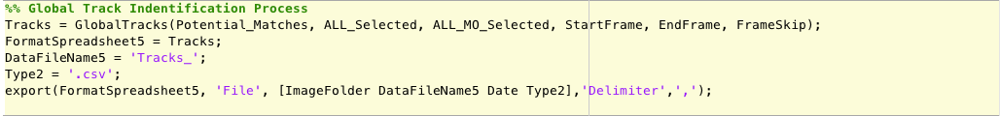 %% Global Track Indentification Process
Tracks = GlobalTracks(Potential_Matches, ALL_Selected, ALL_MO_Selected, StartFrame, EndFrame, FrameSkip);
FormatSpreadsheet5 = Tracks;
DataFileName5 = 'Tracks_';
Type2 = '.csv';
export(FormatSpreadsheet5, 'File', [ImageFolder DataFileName5 Date Type2],'Delimiter',',');